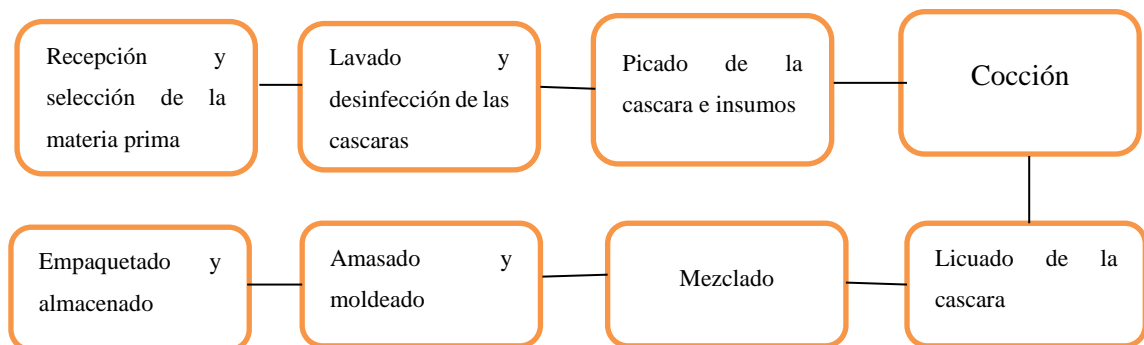 Recepción y
selección de la
materia prima
Lavado y
desinfección de las
cascaras
Picado de la
cascara e insumos
Cocción
Empaquetado y
almacenado
Amasado y
moldeado
Mezclado
Licuado de la
cascara